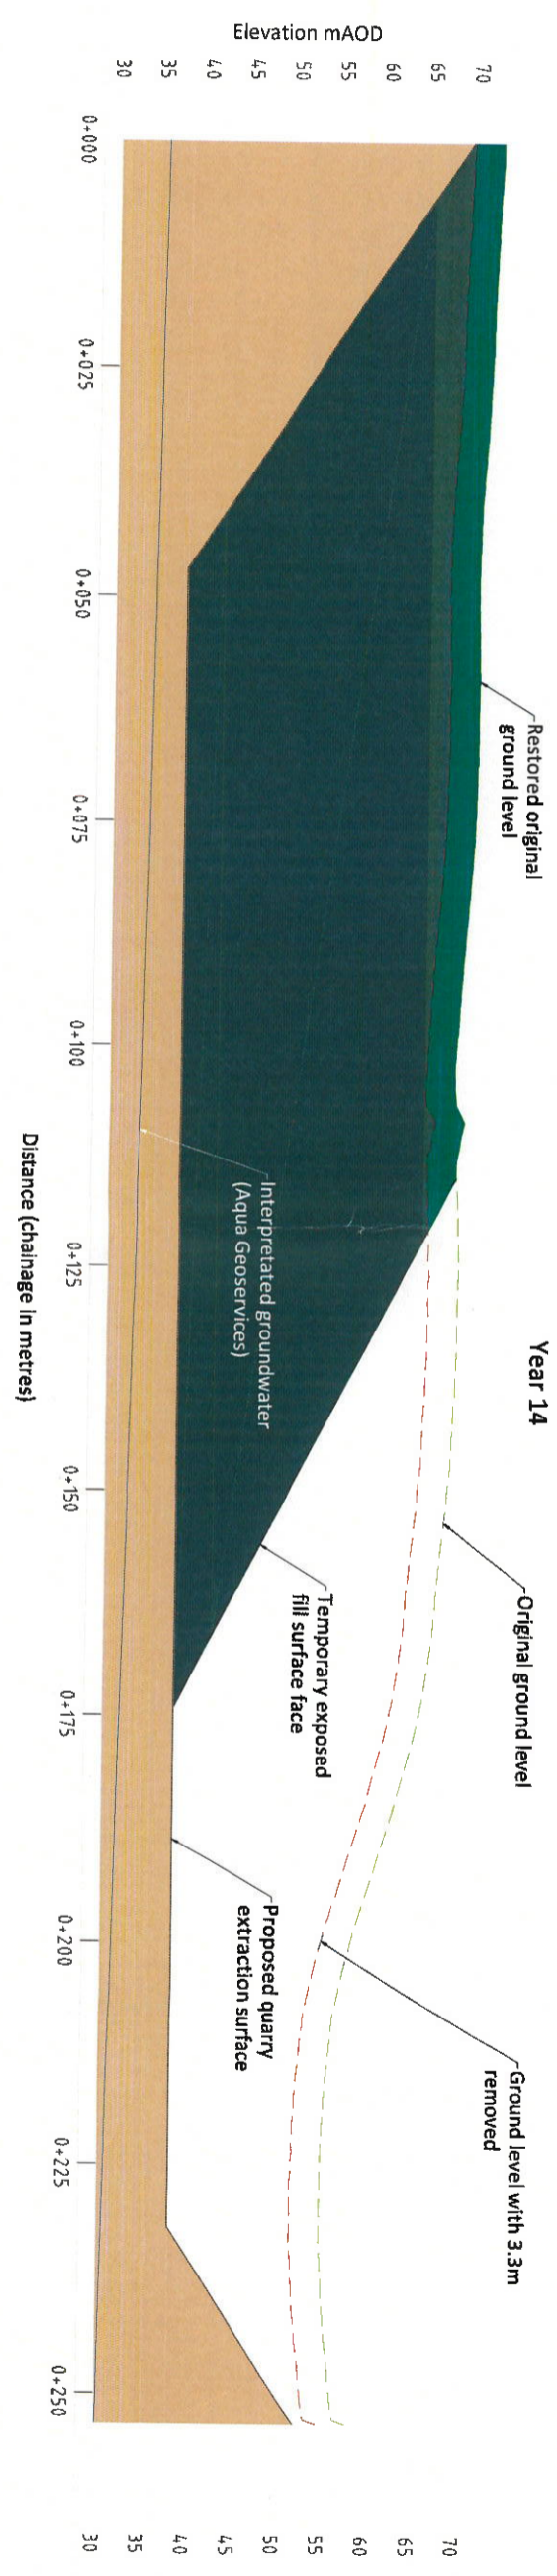 Year 14
Elevation mAOD
70
65
60
55
50
45
40
35
30
Restored original
ground level
Original ground level
Ground level with 3.3m
removed
Interpretated groundwater
(Aqua Geoservices)
Temporary exposed
fill surface face
Proposed quarry
extraction surface
70
65
60
55
50
45
40
35
30
0+000
0+025
0+050
0+075
0+100
0+125
0+150
0+175
0+200
0+225
0+250
Distance (chainage in metres)